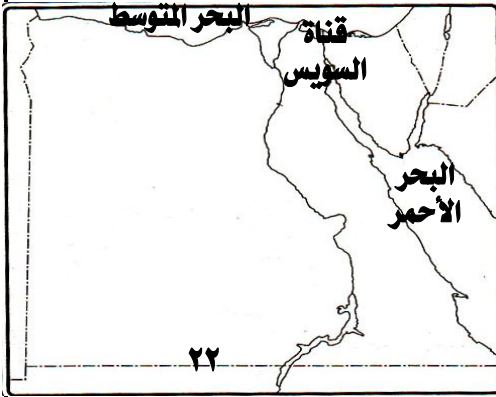 البحر المتوسط
قناة
السويس
البحر
الأحمر
٢٢